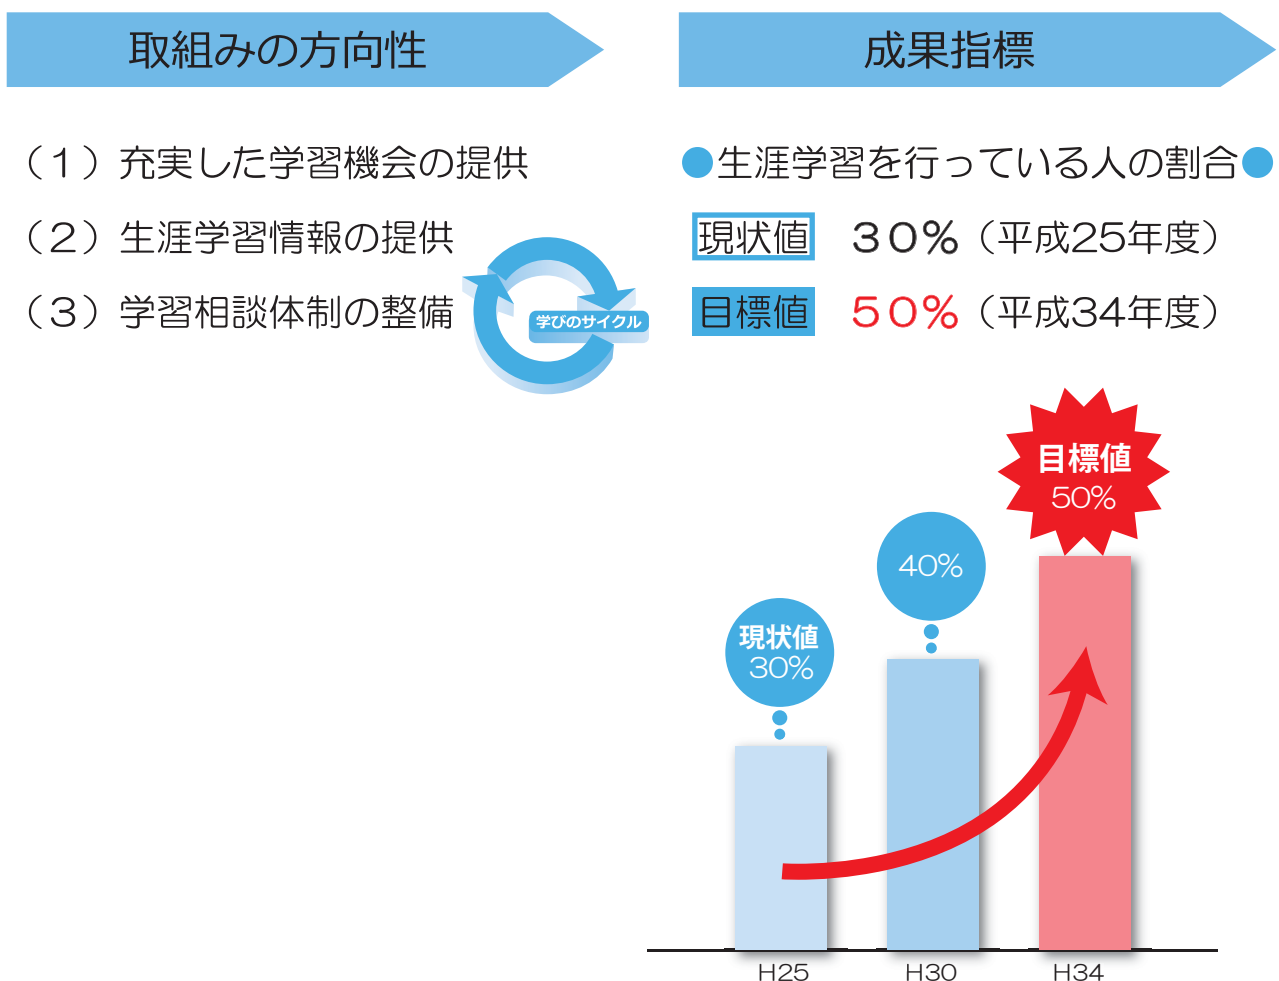 取組みの方向性
（１）充実した学習機会の提供
（２）生涯学習情報の提供
（３）学習相談体制の整備
学びのサイクル
成果指標
●生涯学習を行っている人の割合●
現状値 ３０％（平成25年度）
目標値 ５０％（平成34年度）
目標値
50%
40%
現状値
30%
H25 H30 H34